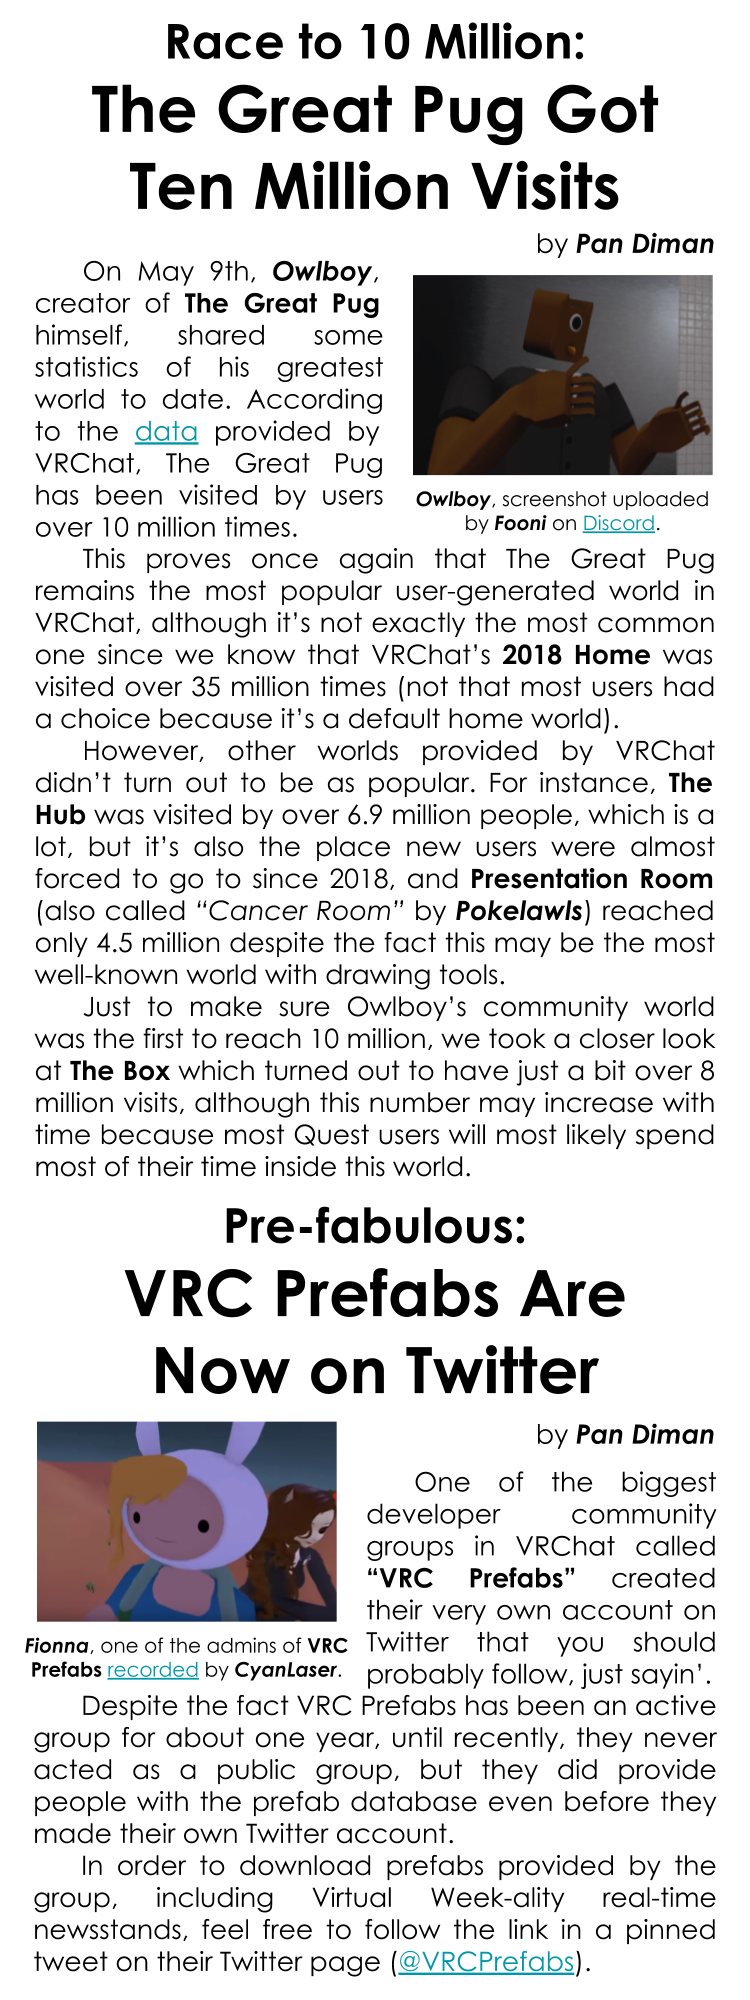 Race to 10 Million:
The Great Pug Got
Ten Million Visits
by Pan Diman
On May 9th, Owlboy,
creator of The Great Pug
himself, shared some
statistics of his greatest
world to date. According
to the data provided by
VRChat, The Great Pug
has been visited by users
over 10 million times.
Owlboy, screenshot uploaded
by Fooni on Discord.
This proves once again that The Great Pug
remains the most popular user-generated world in
VRChat, although it's not exactly the most common
one since we know that VRChat's 2018 Home was
visited over 35 million times (not that most users had
a choice because it's a default home world).
However, other worlds provided by VRChat
didn't turn out to be as popular. For instance, The
Hub was visited by over 6.9 million people, which is a
lot, but it's also the place new users were almost
forced to go to since 2018, and Presentation Room
(also called “Cancer Room” by Pokelawls) reached
only 4.5 million despite the fact this may be the most
well-known world with drawing tools.
Just to make sure Owlboy's community world
was the first to reach 10 million, we took a closer look
at The Box which turned out to have just a bit over 8
million visits, although this number may increase with
time because most Quest users will most likely spend
most of their time inside this world.
Pre-fabulous:
VRC Prefabs Are
Now on Twitter
by Pan Diman
Fionna, one of the admins of VRC
Prefabs recorded by CyanLaser.
One of the biggest
developer community
groups in VRChat called
“VRC Prefabs” created
their very own account on
Twitter that you should
probably follow, just sayin'.
Despite the fact VRC Prefabs has been an active
group for about one year, until recently, they never
acted as a public group, but they did provide
people with the prefab database even before they
made their own Twitter account.
In order to download prefabs provided by the
group, including Virtual Week-ality real-time
newsstands, feel free to follow the link in a pinned
tweet on their Twitter page (@VRCPrefabs).